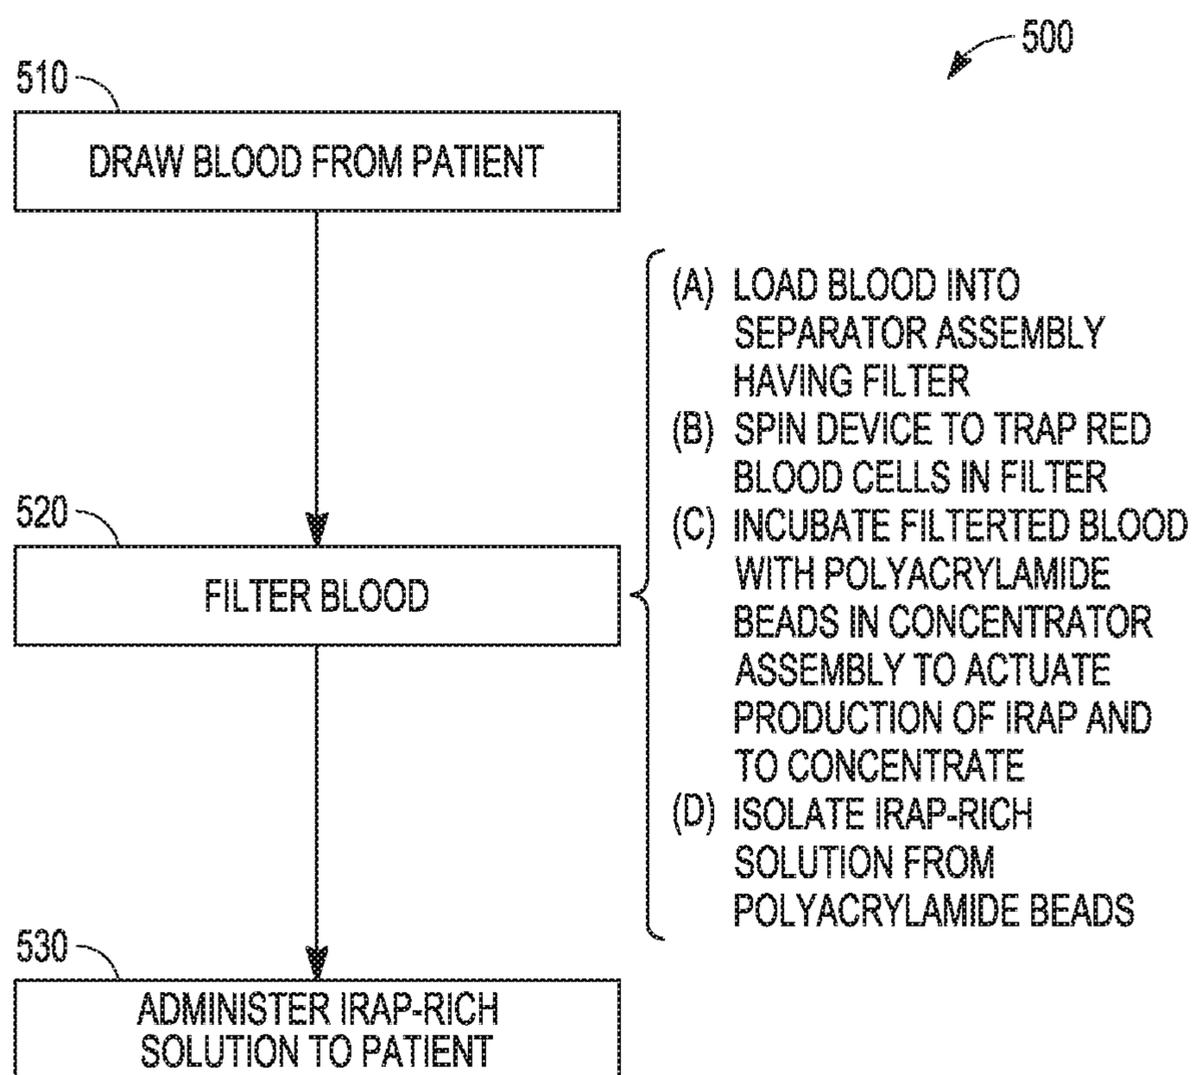 500
510
DRAW BLOOD FROM PATIENT
(A) LOAD BLOOD INTO
SEPARATOR ASSEMBLY
HAVING FILTER
(B) SPIN DEVICE TO TRAP RED
BLOOD CELLS IN FILTER
520
FILTER BLOOD
(C) INCUBATE FILTERTED BLOOD
WITH POLYACRYLAMIDE
BEADS IN CONCENTRATOR
ASSEMBLY TO ACTUATE
PRODUCTION OF IRAP AND
TO CONCENTRATE
(D) ISOLATE IRAP-RICH
SOLUTION FROM
POLYACRYLAMIDE BEADS
530
ADMINISTER IRAP-RICH
SOLUTION TO PATIENT